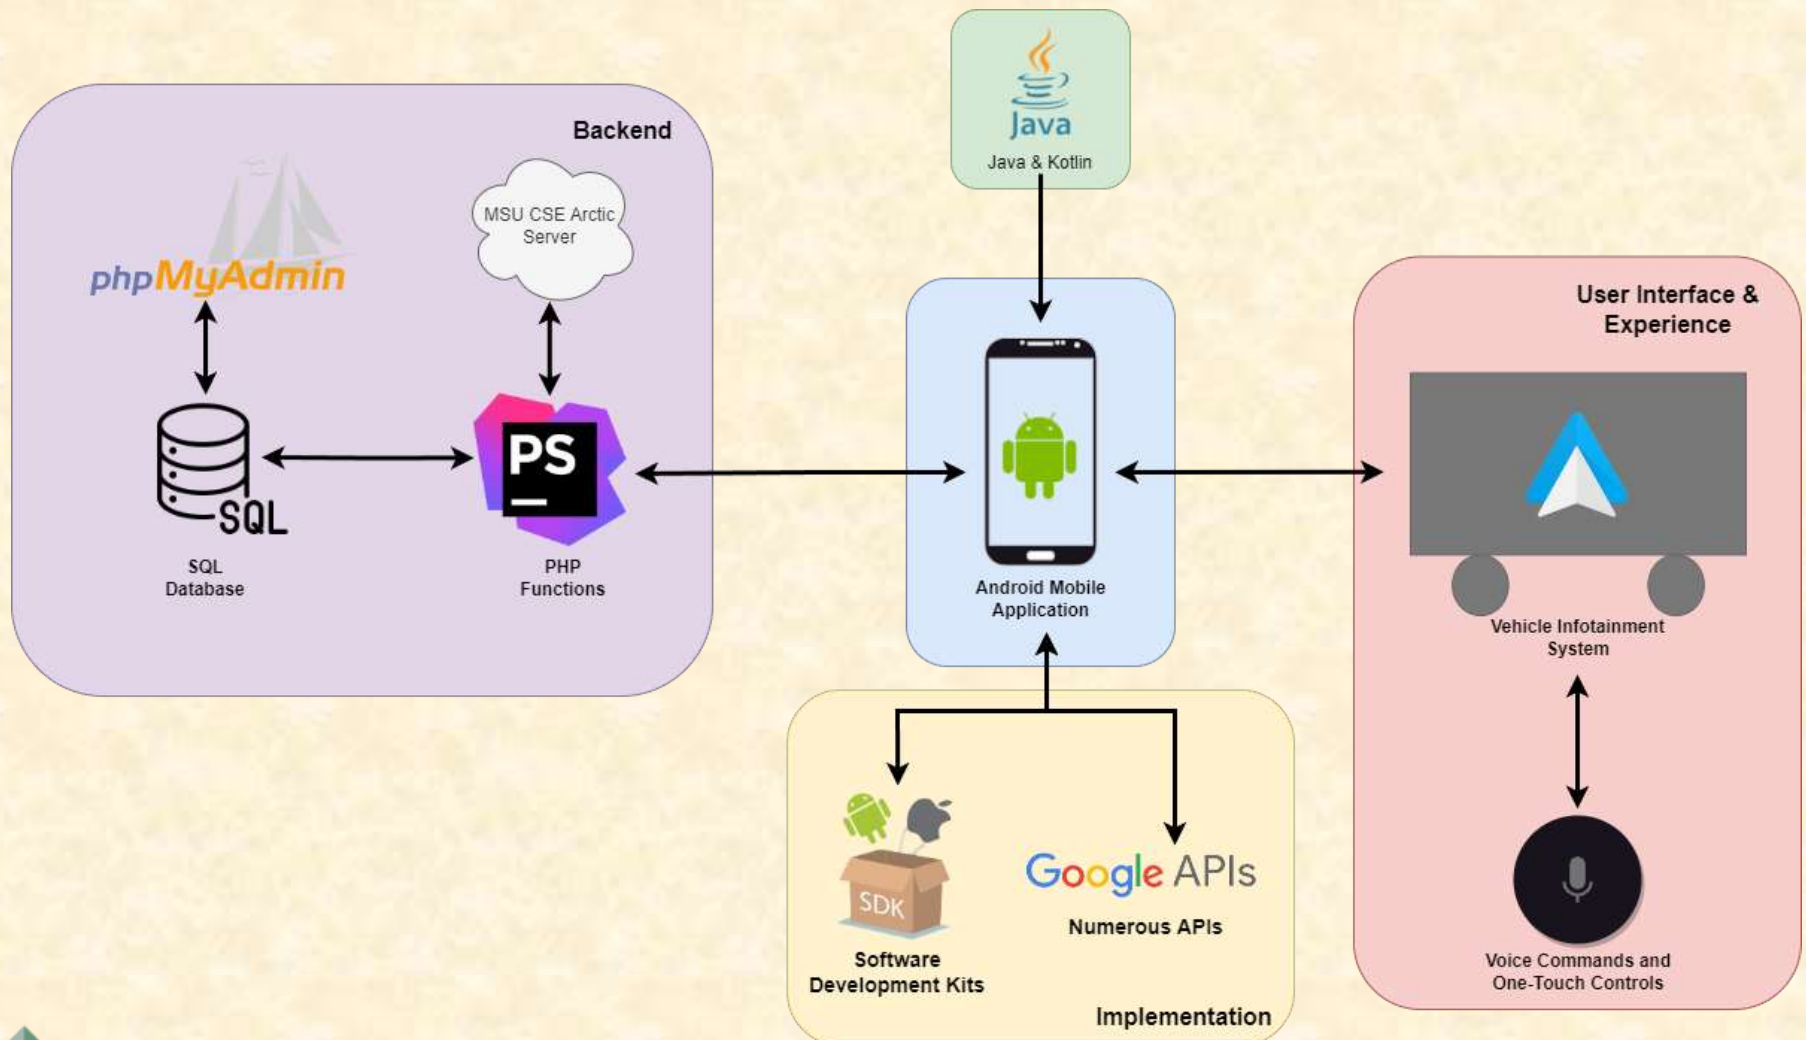 Backend
phpMyAdmin
MSU CSE Arctic
Server
SQL
SQL
Database
PS
PHP
Functions
Java
Java & Kotlin
Android Mobile
Application
SDK
Software
Development Kits
Google APIs
Numerous APIs
Implementation
User Interface &
Experience
Vehicle Infotainment
System
Voice Commands and
One-Touch Controls